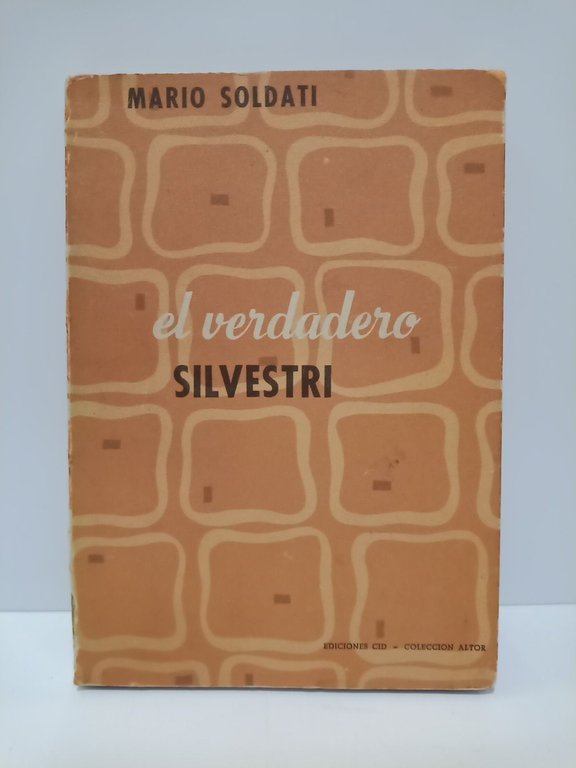 MARIO SOLDATI
el verdadero
SILVESTRI
EDICIONES CID - COLECCION ALTOR